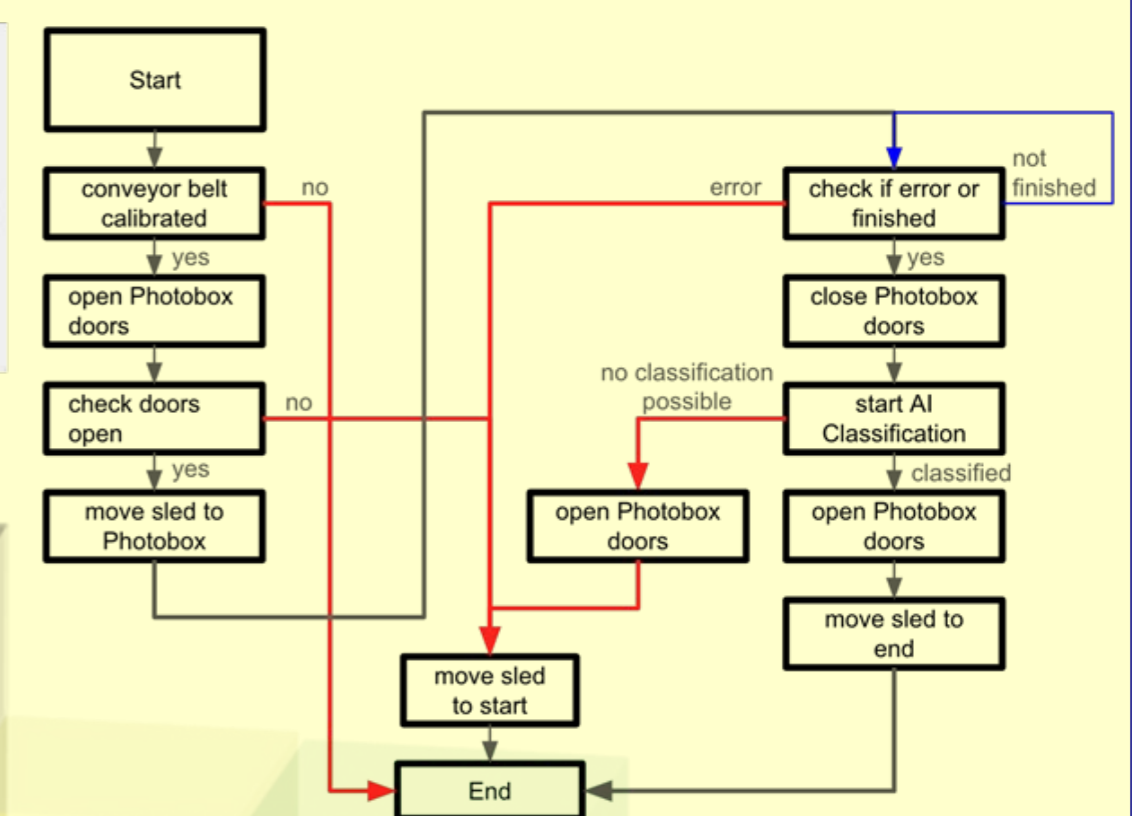 Start
conveyor belt
calibrated
no
yes
open Photobox
doors
check doors
open
no
yes
move sled to
Photobox
error
check if error or
finished
not
finished
yes
close Photobox
doors
no classification
possible
start AI
Classification
classified
open Photobox
doors
open Photobox
doors
move sled to
end
move sled
to start
End